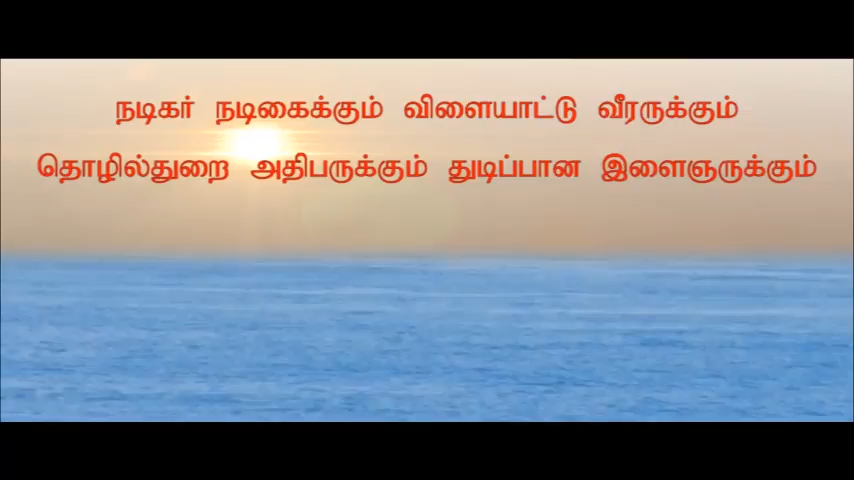 நடிகர் நடிகைக்கும் விளையாட்டு வீரருக்கும்
தொழில்துறை அதிபருக்கும் துடிப்பான இளைஞருக்கும்